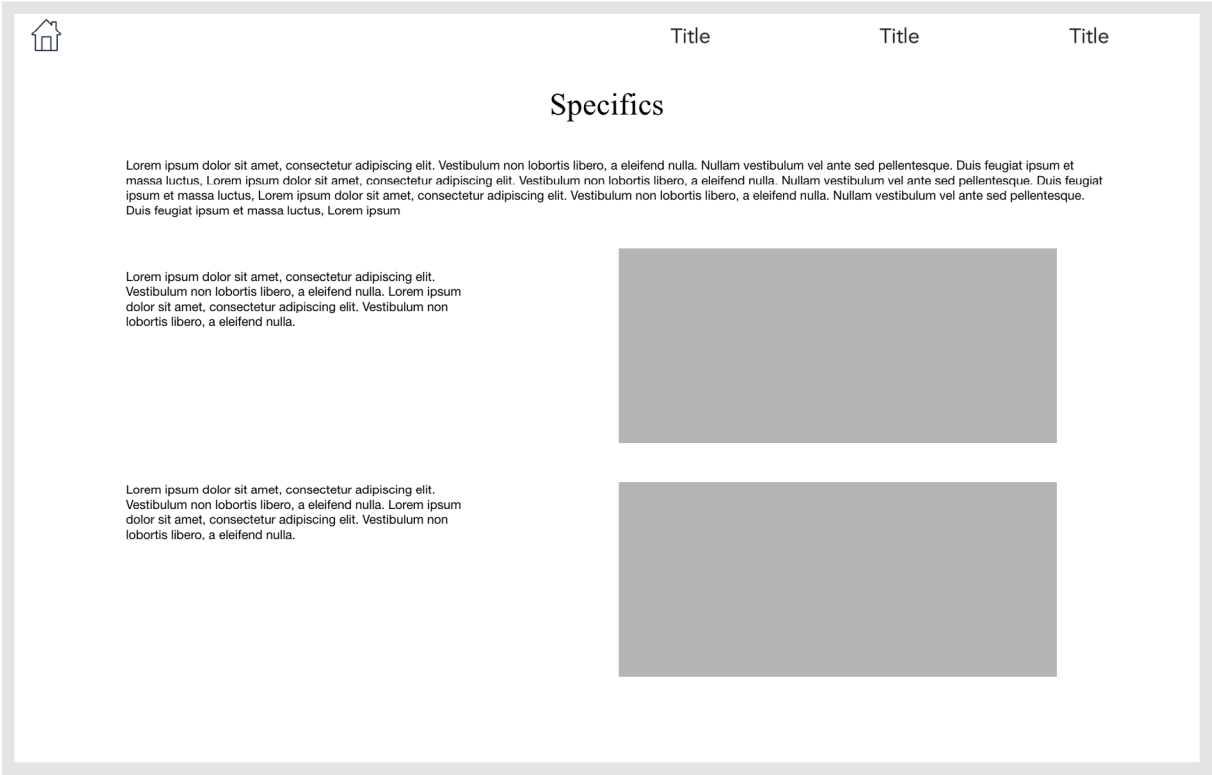 Title Title Title
Specifics
Lorem ipsum dolor sit amet, consectetur adipiscing elit. Vestibulum non lobortis libero, a eleifend nulla. Nullam vestibulum vel ante sed pellentesque. Duis feugiat ipsum et
massa luctus, Lorem ipsum dolor sit amet, consectetur adipiscing elit. Vestibulum non lobortis libero, a eleifend nulla. Nullam vestibulum vel ante sed pellentesque. Duis feugiat
ipsum et massa luctus, Lorem ipsum dolor sit amet, consectetur adipiscing elit. Vestibulum non lobortis libero, a eleifend nulla. Nullam vestibulum vel ante sed pellentesque.
Duis feugiat ipsum et massa luctus, Lorem ipsum
Lorem ipsum dolor sit amet, consectetur adipiscing elit.
Vestibulum non lobortis libero, a eleifend nulla. Lorem ipsum
dolor sit amet, consectetur adipiscing elit. Vestibulum non
lobortis libero, a eleifend nulla.
Lorem ipsum dolor sit amet, consectetur adipiscing elit.
Vestibulum non lobortis libero, a eleifend nulla. Lorem ipsum
dolor sit amet, consectetur adipiscing elit. Vestibulum non
lobortis libero, a eleifend nulla.